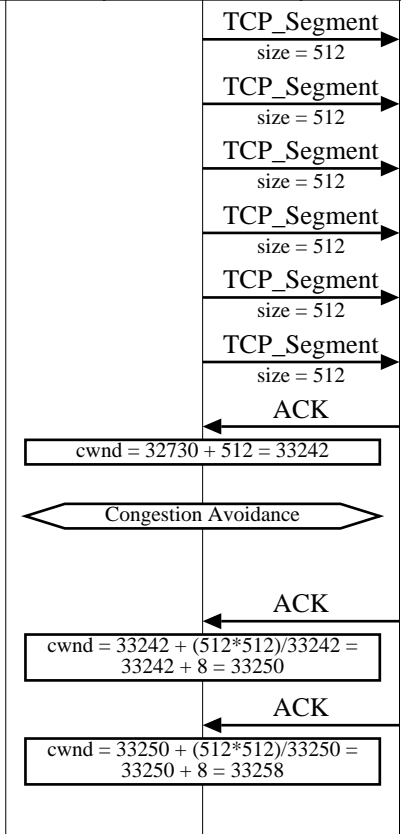 TCP_Segment
size = 512
TCP_Segment
size = 512
TCP_Segment
size = 512
TCP_Segment
size = 512
TCP_Segment
size = 512
TCP_Segment
size = 512
ACK
cwnd = 32730 + 512 = 33242
Congestion Avoidance
ACK
cwnd = 33242 + (512*512)/33242 =
33242 + 8 = 33250
ACK
cwnd = 33250 + (512*512)/33250 =
33250 + 8 = 33258